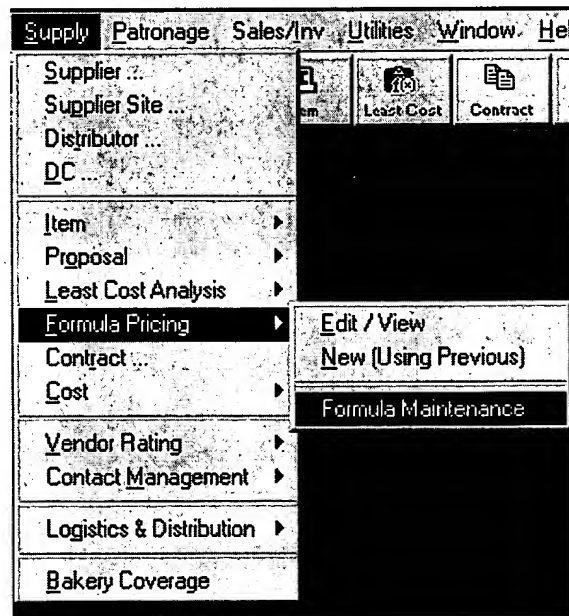 Supply Patronage Sales/Inv Utilities Window He
Supplier ...
Supplier Site ...
Distributor ...
DC ...
em Least Cost Contract
Item
Proposal
Least Cost Analysis
Formula Pricing
Edit / View
Contract ...
New (Using Previous)
Cost
Formula Maintenance
Vendor Rating
Contact Management
Logistics & Distribution
Bakery Coverage